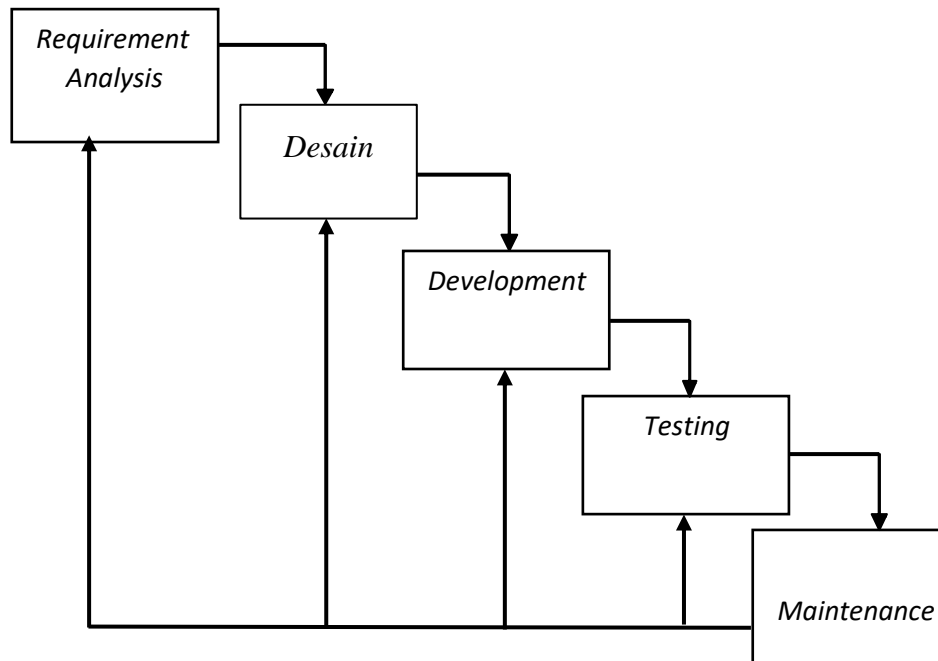 Requirement
Analysis
Desain
Development
Testing
Maintenance